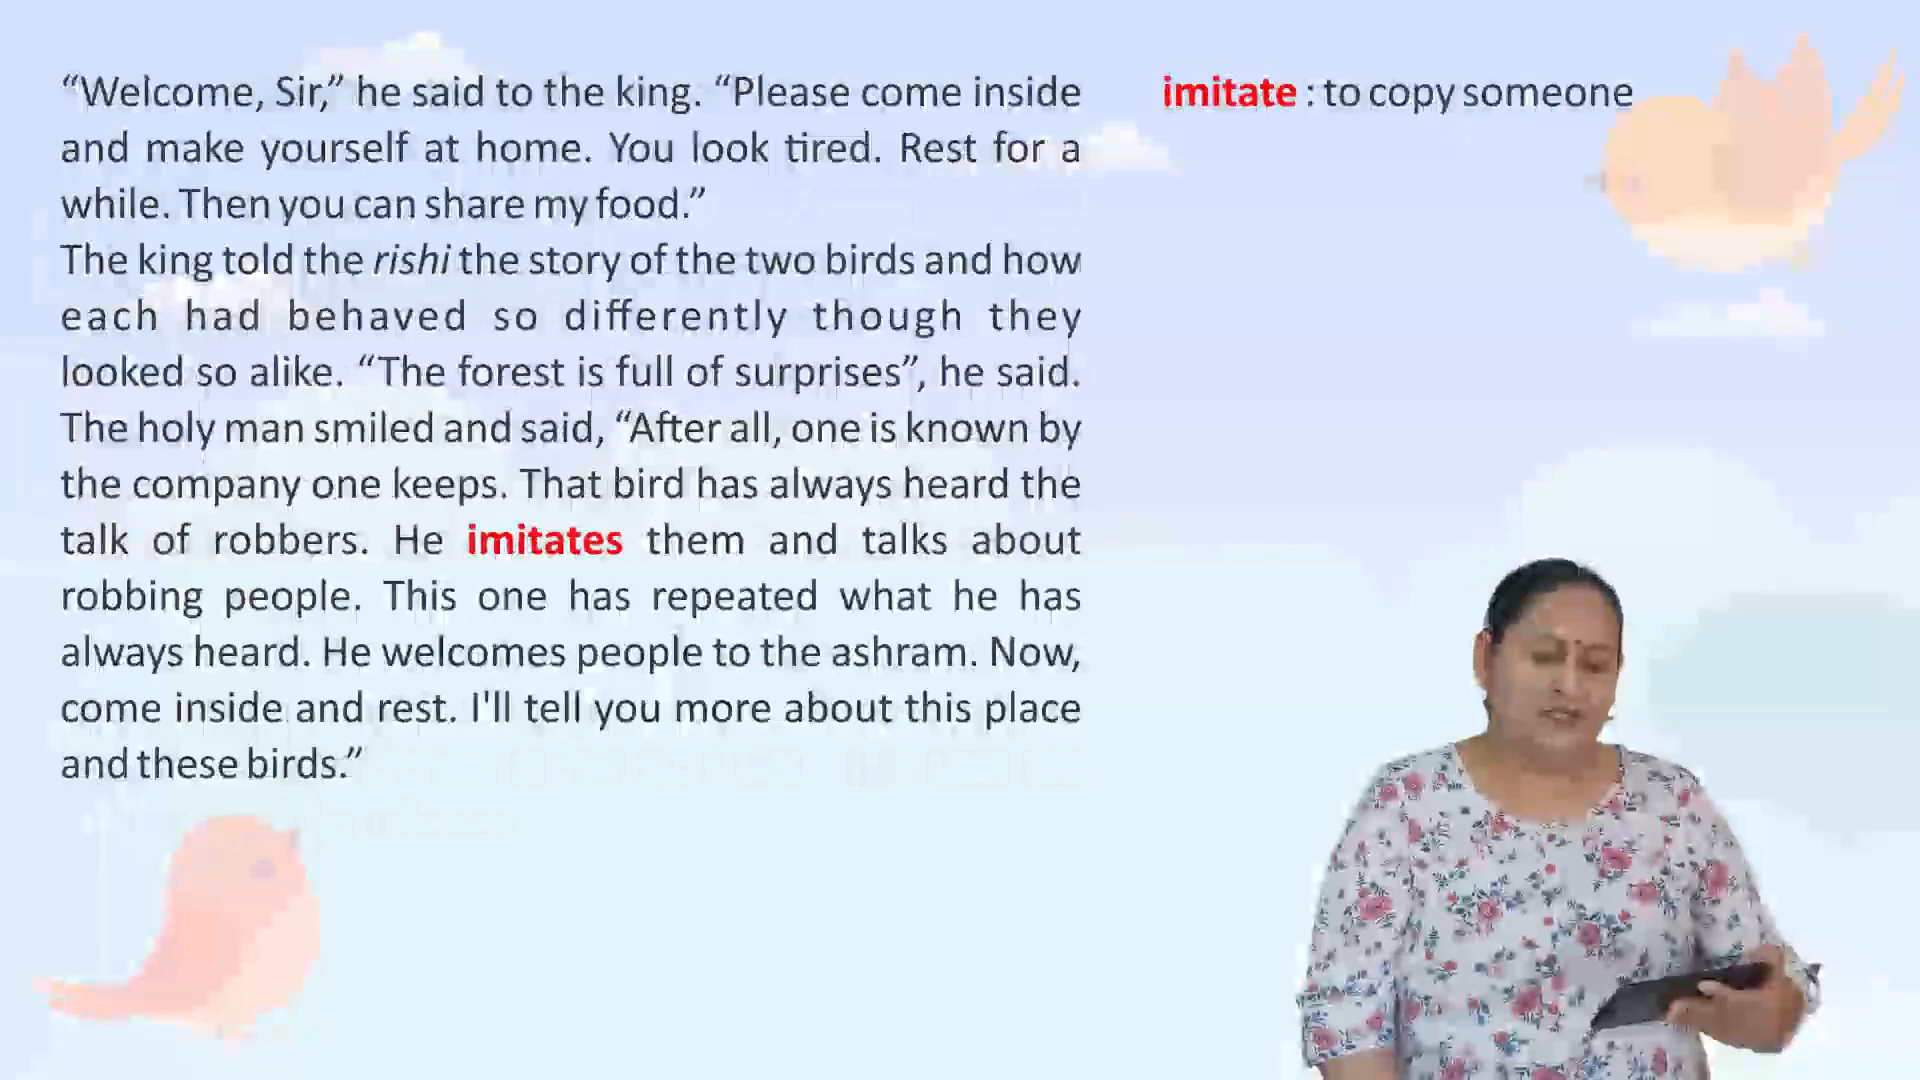 “Welcome, Sir,” he said to the king. “Please come inside
and make yourself at home. You look tired. Rest for a
while. Then you can share my food.”
The king told the rishi the story of the two birds and how
each had behaved so differently though they
looked so alike. “The forest is full of surprises”, he said.
The holy man smiled and said, “After all, one is known by
the company one keeps. That bird has always heard the
talk of robbers. He imitates them and talks about
robbing people. This one has repeated what he has
always heard. He welcomes people to the ashram. Now,
come inside and rest. I'll tell you more about this place
and these birds.”
imitate : to copy someone